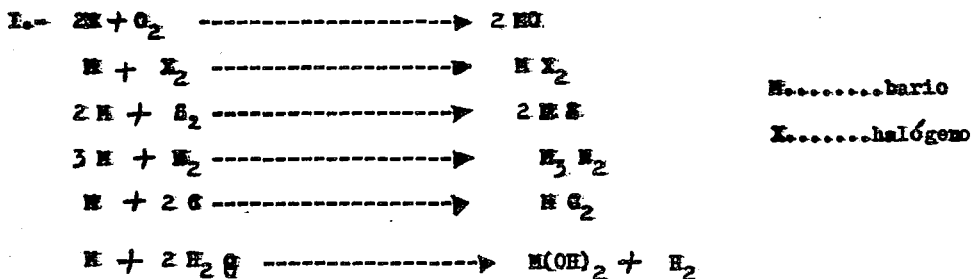 I.- 2M + O2 ----------------------> 2 MO
M + X2 ----------------------> M X2
M.........bario
2 M + S2 ----------------------> 2 M S
X.......halógeno
3 M + N2 ----------------------> M3 N2
M + 2 C ----------------------> M C2
M + 2 H2 O ----------------------> M(OH)2 + H2